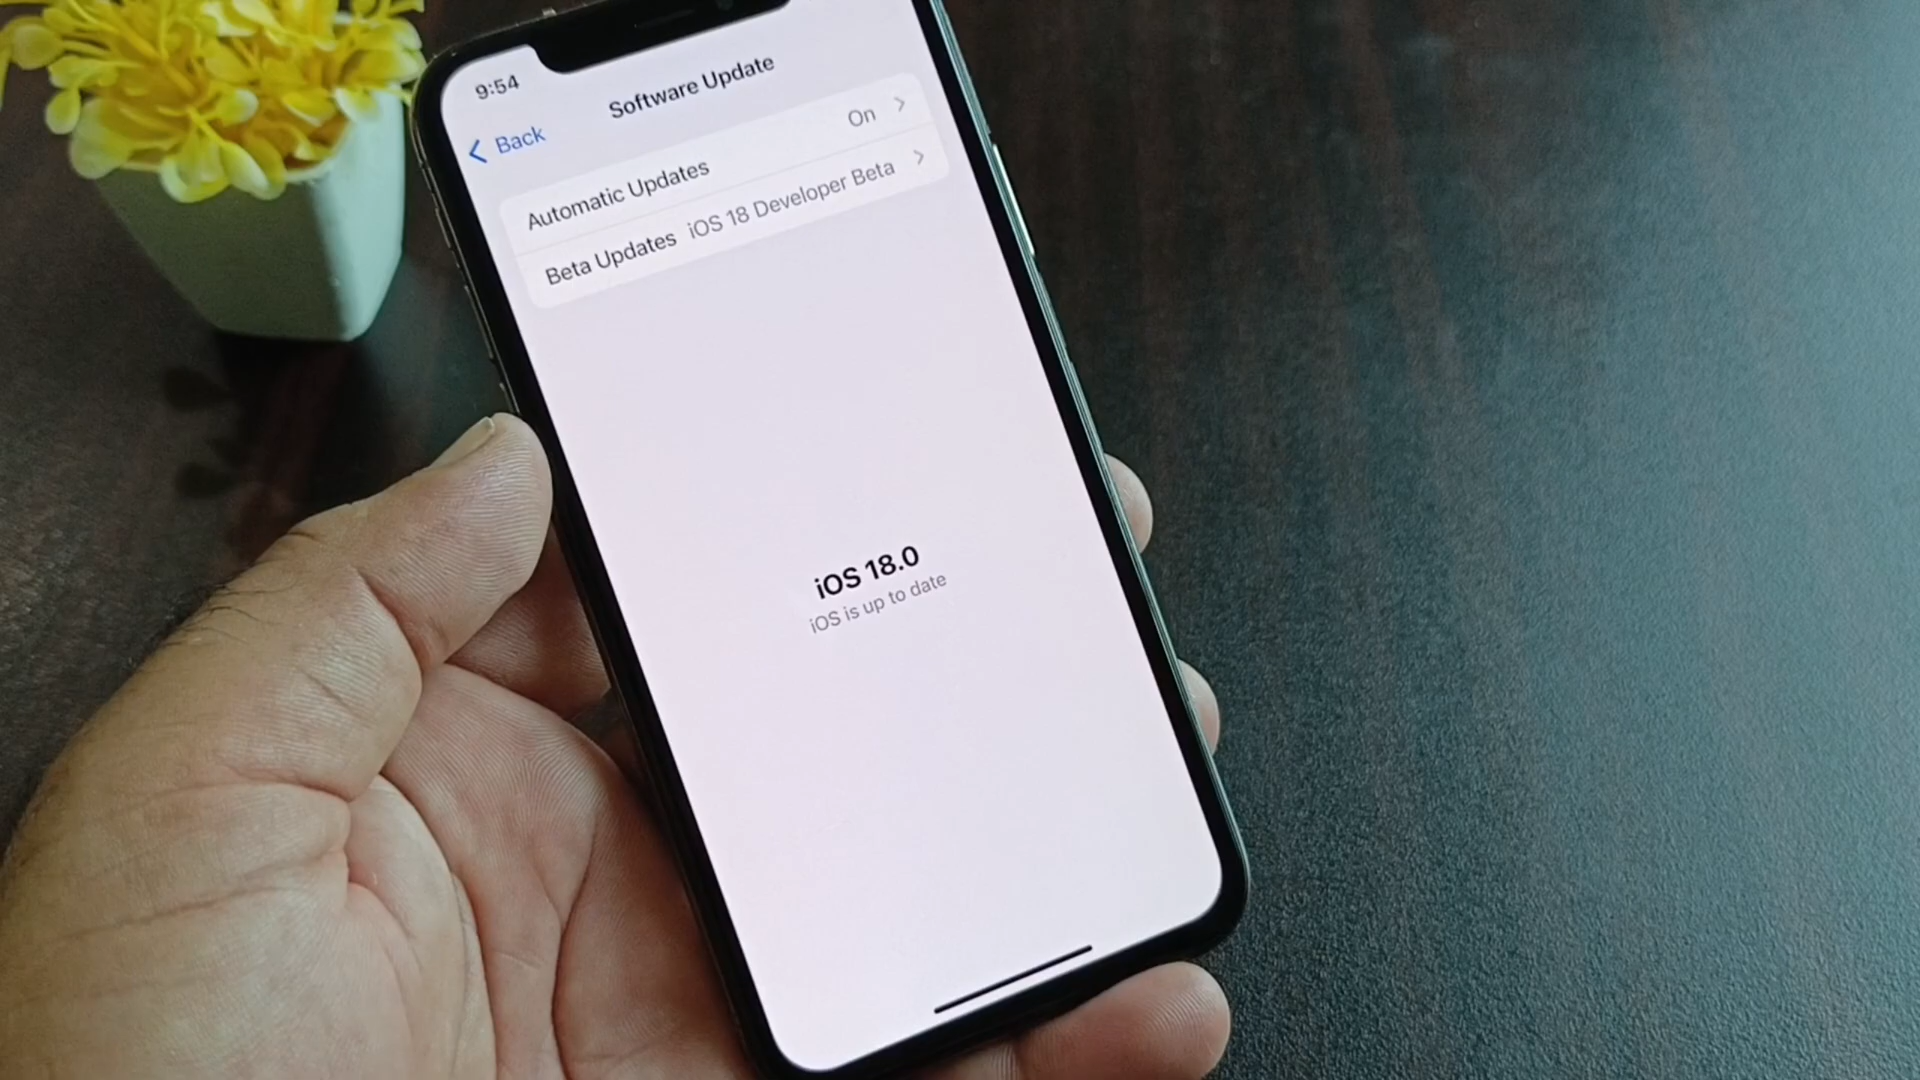 9:54
Software Update
Back
Automatic Updates On
Beta Updates iOS 18 Developer Beta
iOS 18.0
iOS is up to date